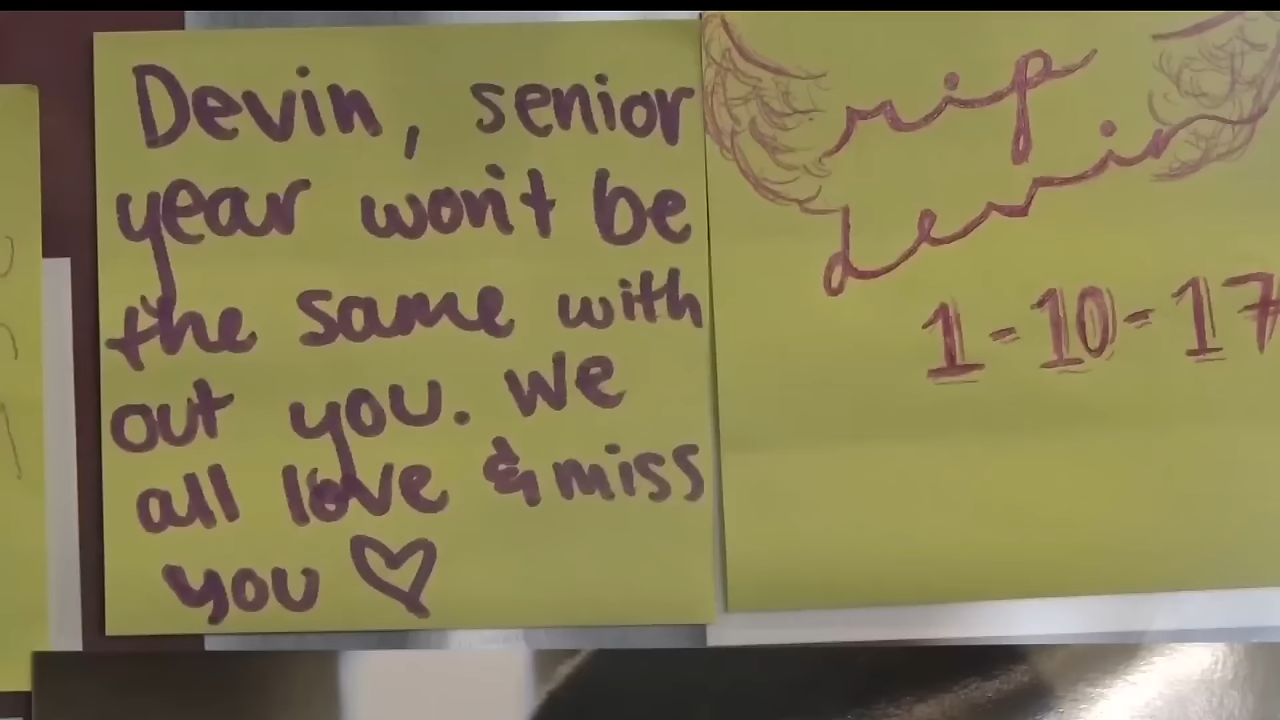 Devin, senior
year won't be
the same with
out you. We
all love & miss
you ♡
rip
devin
1-10-17